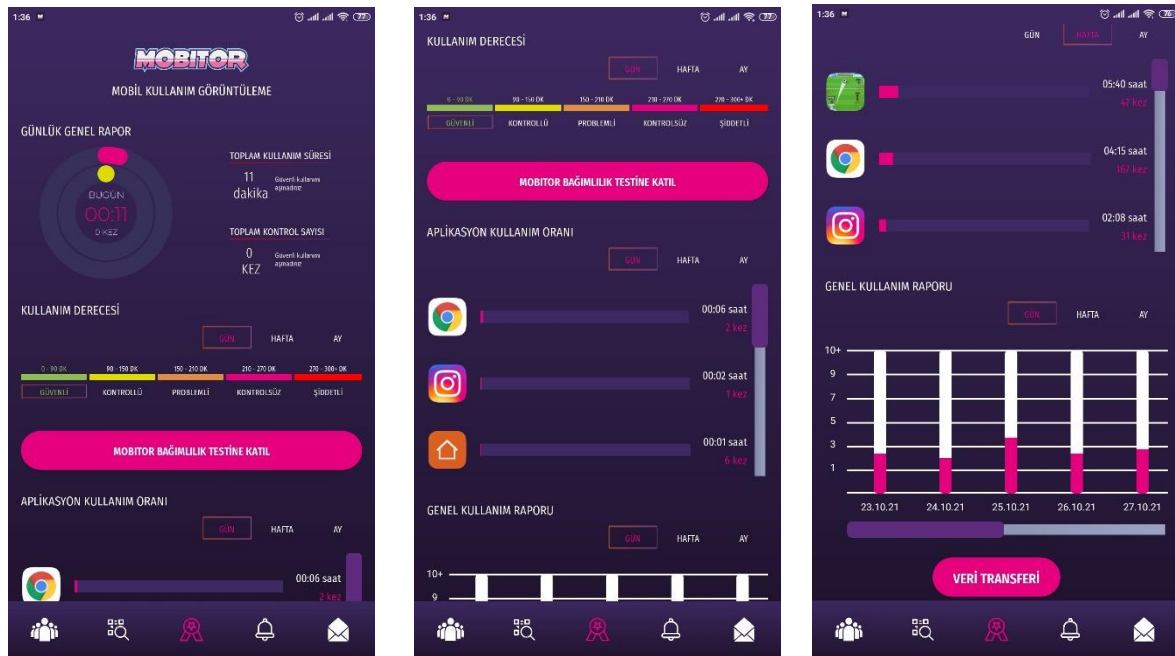 1:36 M
77
MOBITOR
MOBİL KULLANIM GÖRÜNTÜLEME
GÜNLÜK GENEL RAPOR
BUGÜN
00:11
0 KEZ
TOPLAM KULLANIM SÜRESİ
11
dakika
Güvenli kullanım
aşmadınız
TOPLAM KONTROL SAYISI
0
KEZ
Güvenli kullanım
aşmadınız
KULLANIM DERECESİ
GÜN HAFTA AY
0 - 90 DK 90 - 150 DK 150 - 210 DK 210 - 270 DK 270 - 300+ DK
GÜVENLİ KONTROLLÜ PROBLEMLİ KONTROLSÜZ ŞİDDETLİ
MOBITOR BAĞIMLILIK TESTİNE KATIL
APLİKASYON KULLANIM ORANI
GÜN HAFTA AY
00:06 saat
2 kez
1:36 M
77
KULLANIM DERECESİ
GÜN HAFTA AY
0 - 90 DK 90 - 150 DK 150 - 210 DK 210 - 270 DK 270 - 300+ DK
GÜVENLİ KONTROLLÜ PROBLEMLİ KONTROLSÜZ ŞİDDETLİ
MOBITOR BAĞIMLILIK TESTİNE KATIL
APLİKASYON KULLANIM ORANI
GÜN HAFTA AY
00:06 saat
2 kez
00:02 saat
1 kez
00:01 saat
6 kez
GENEL KULLANIM RAPORU
GÜN HAFTA AY
10+
9
1:36 M
76
GÜN HAFTA AY
05:40 saat
47 kez
04:15 saat
167 kez
02:08 saat
31 kez
GENEL KULLANIM RAPORU
GÜN HAFTA AY
10+
9
7
5
3
1
23.10.21 24.10.21 25.10.21 26.10.21 27.10.21
VERİ TRANSFERİ